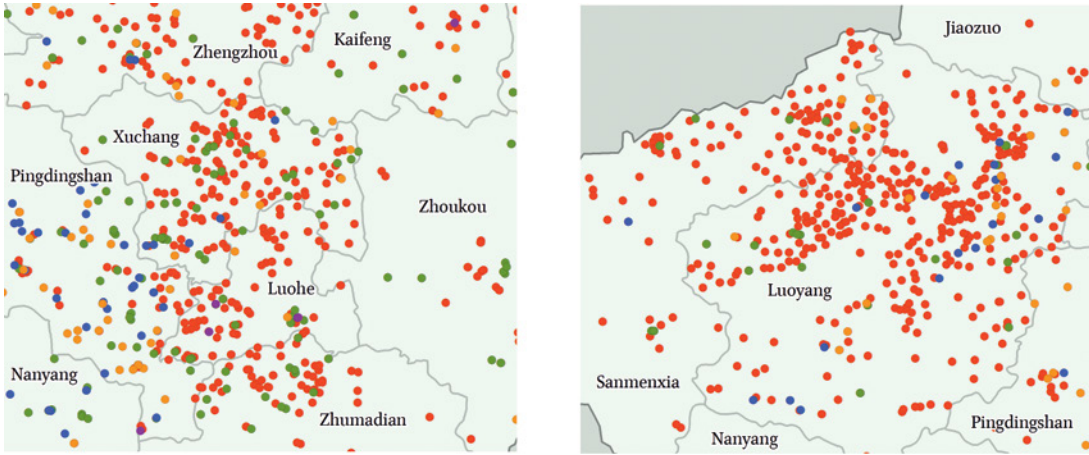 Zhengzhou
Kaifeng
Xuchang
Pingdingshan
Zhoukou
Luohe
Nanyang
Zhumadian
Jiaozuo
Luoyang
Sanmenxia
Pingdingshan
Nanyang